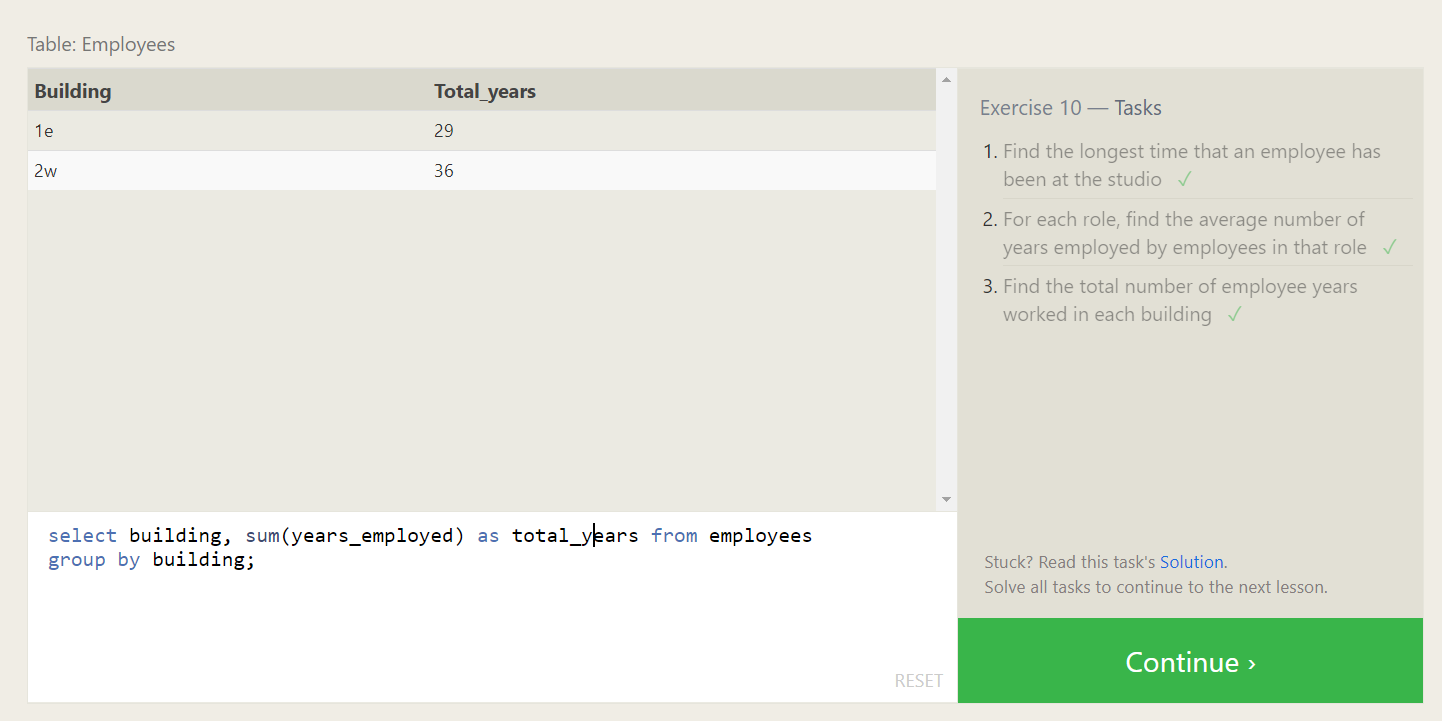 Table: Employees
Building Total_years
1e 29
2w 36
select building, sum(years_employed) as total_years from employees
group by building;
RESET
Exercise 10 — Tasks
1. Find the longest time that an employee has
been at the studio ✓
2. For each role, find the average number of
years employed by employees in that role ✓
3. Find the total number of employee years
worked in each building ✓
Stuck? Read this task's Solution.
Solve all tasks to continue to the next lesson.
Continue ›